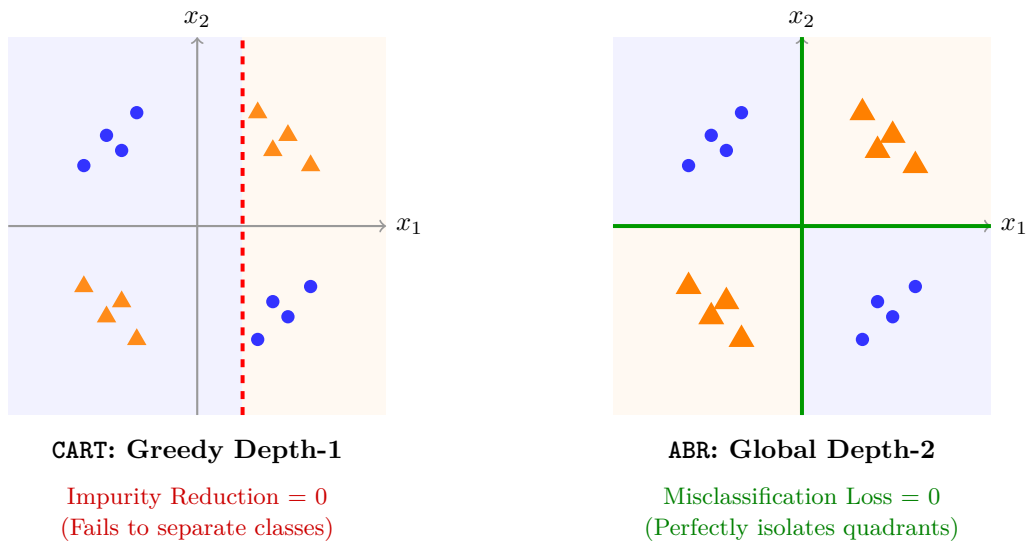 x₂
x₁
CART: Greedy Depth-1
Impurity Reduction = 0
(Fails to separate classes)
x₂
x₁
ABR: Global Depth-2
Misclassification Loss = 0
(Perfectly isolates quadrants)